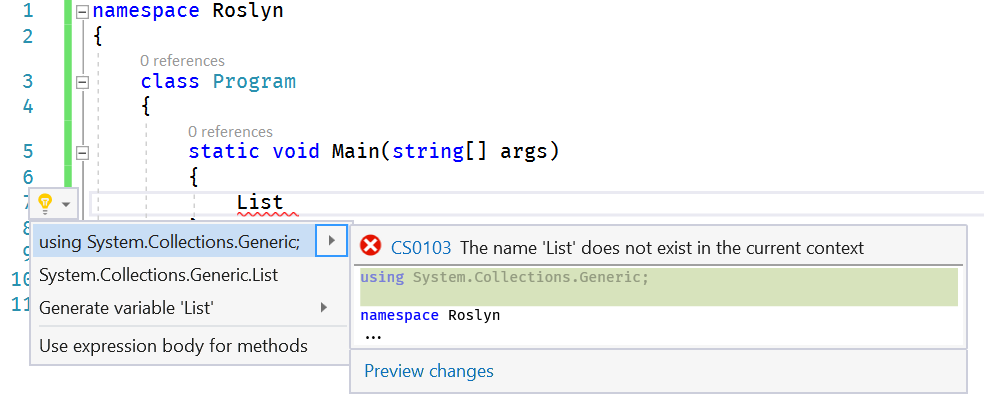 1 namespace Roslyn
2 {
0 references
3 class Program
4 {
0 references
5 static void Main(string[] args)
6 {
7 List
8
9
10
11
using System.Collections.Generic;
System.Collections.Generic.List
Generate variable 'List'
Use expression body for methods
CS0103 The name 'List' does not exist in the current context
using System.Collections.Generic;
namespace Roslyn
...
Preview changes